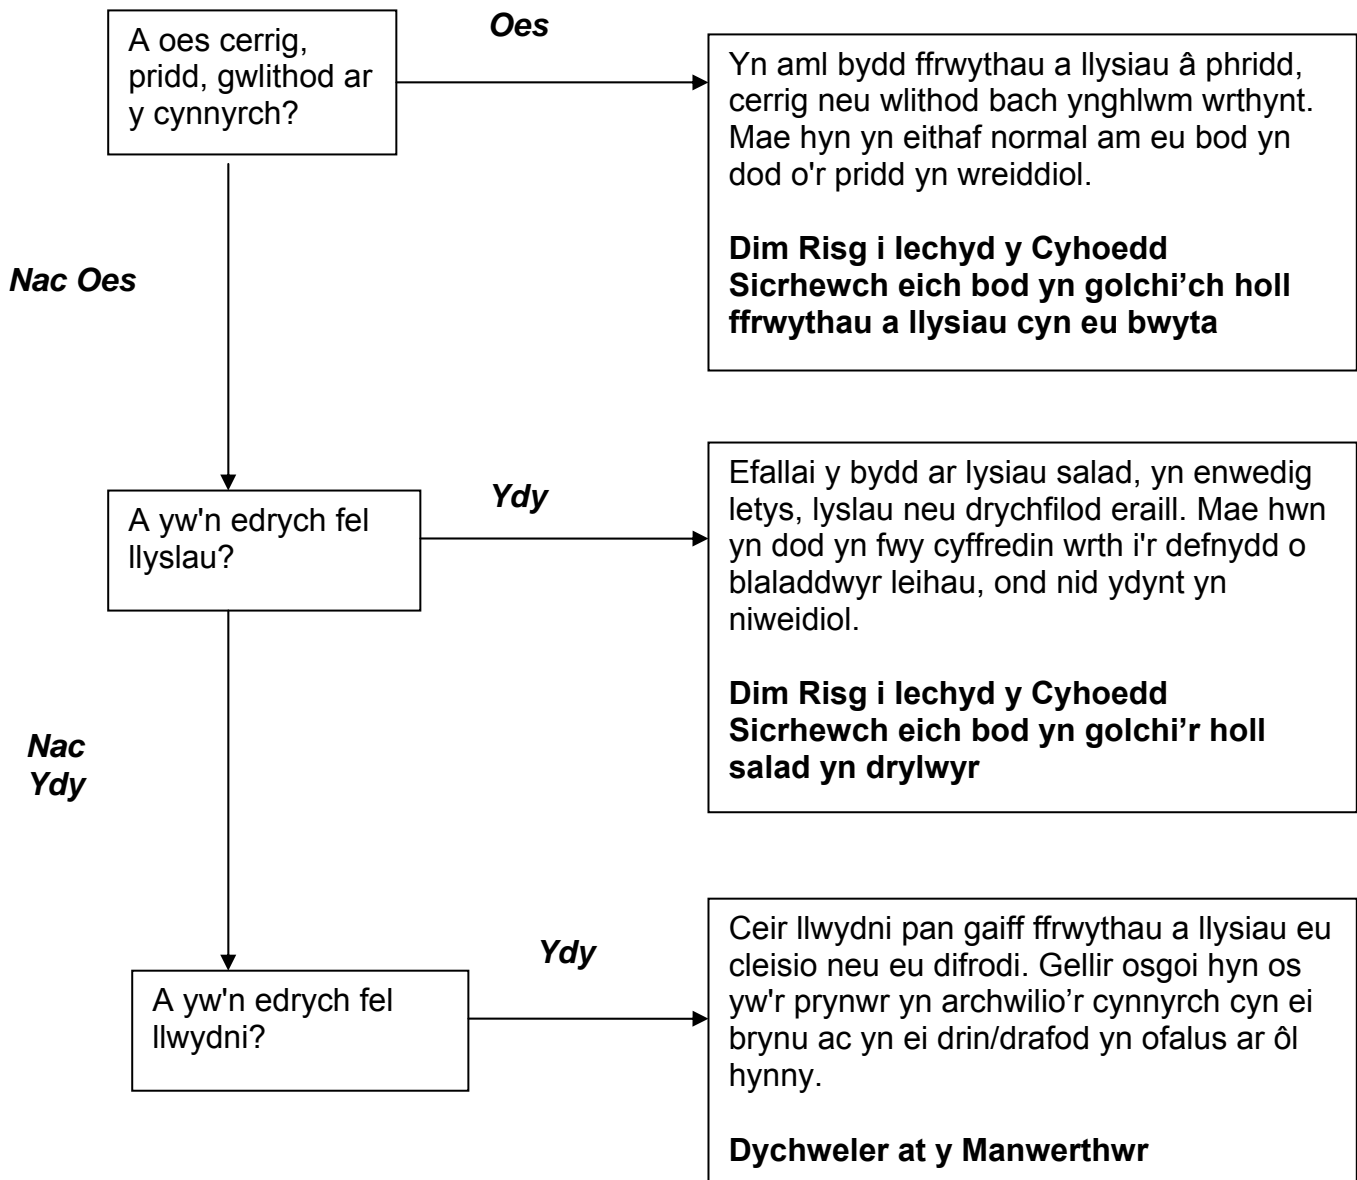 A oes cerrig,
pridd, gwlithod ar
y cynnyrch?
Oes
Yn aml bydd ffrwythau a llysiau â phridd,
cerrig neu wlithod bach ynghlwm wrthynt.
Mae hyn yn eithaf normal am eu bod yn
dod o'r pridd yn wreiddiol.
Dim Risg i Iechyd y Cyhoedd
Sicrhewch eich bod yn golchi’ch holl
ffrwythau a llysiau cyn eu bwyta
Nac Oes
A yw'n edrych fel
llyslau?
Ydy
Efallai y bydd ar lysiau salad, yn enwedig
letys, lyslau neu drychfilod eraill. Mae hwn
yn dod yn fwy cyffredin wrth i'r defnydd o
blaladdwyr leihau, ond nid ydynt yn
niweidiol.
Dim Risg i Iechyd y Cyhoedd
Sicrhewch eich bod yn golchi’r holl
salad yn drylwyr
Nac
Ydy
A yw'n edrych fel
llwydni?
Ydy
Ceir llwydni pan gaiff ffrwythau a llysiau eu
cleisio neu eu difrodi. Gellir osgoi hyn os
yw'r prynwr yn archwilio’r cynnyrch cyn ei
brynu ac yn ei drin/drafod yn ofalus ar ôl
hynny.
Dychweler at y Manwerthwr